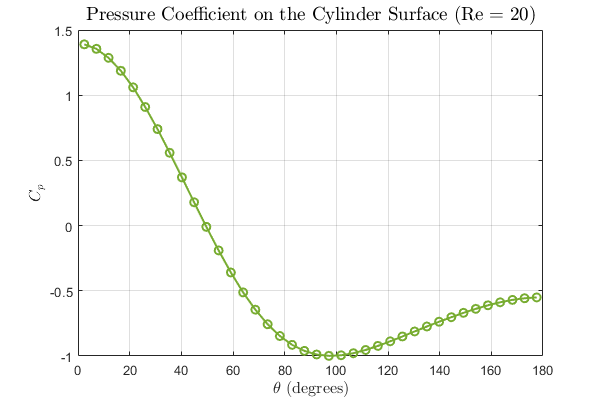 Pressure Coefficient on the Cylinder Surface (Re = 20)
1.5
1
0.5
0
-0.5
-1
C_p
0 20 40 60 80 100 120 140 160 180
θ (degrees)